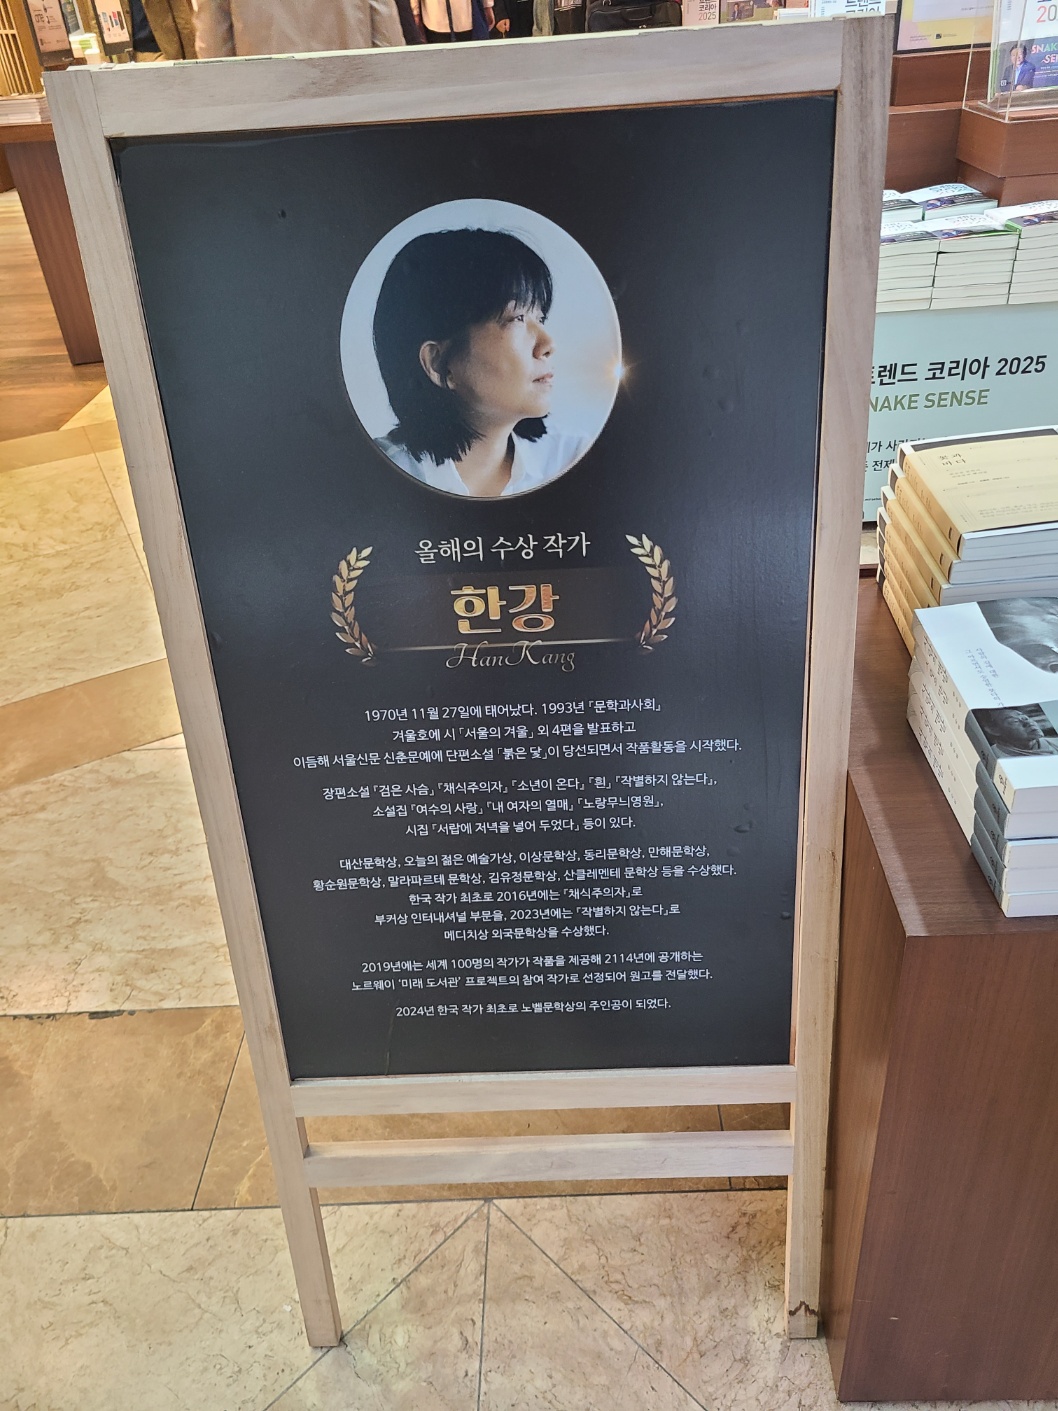 올해의 수상 작가
한강
Han Kang
1970년 11월 27일에 태어났다. 1993년 『문학과사회』
겨울호에 시 「서울의 겨울」 외 4편을 발표하고
이듬해 서울신문 신춘문예에 단편소설 「붉은 닻」이 당선되면서 작품활동을 시작했다.
장편소설 『검은 사슴』 『채식주의자』 『소년이 온다』 『흰』 『작별하지 않는다』,
소설집 『여수의 사랑』 『내 여자의 열매』 『노랑무늬영원』,
시집 『서랍에 저녁을 넣어 두었다』 등이 있다.
대산문학상, 오늘의 젊은 예술가상, 이상문학상, 동리문학상, 만해문학상,
황순원문학상, 말라파르테 문학상, 김유정문학상, 산클레멘테 문학상 등을 수상했다.
한국 작가 최초로 2016년에는 『채식주의자』로
부커상 인터내셔널 부문을, 2023년에는 『작별하지 않는다』로
메디치상 외국문학상을 수상했다.
2019년에는 세계 100명의 작가가 작품을 제공해 2114년에 공개하는
노르웨이 '미래 도서관' 프로젝트의 참여 작가로 선정되어 원고를 전달했다.
2024년 한국 작가 최초로 노벨문학상의 주인공이 되었다.
코리아
2025
트렌드 코리아 2025
SNAKE SENSE